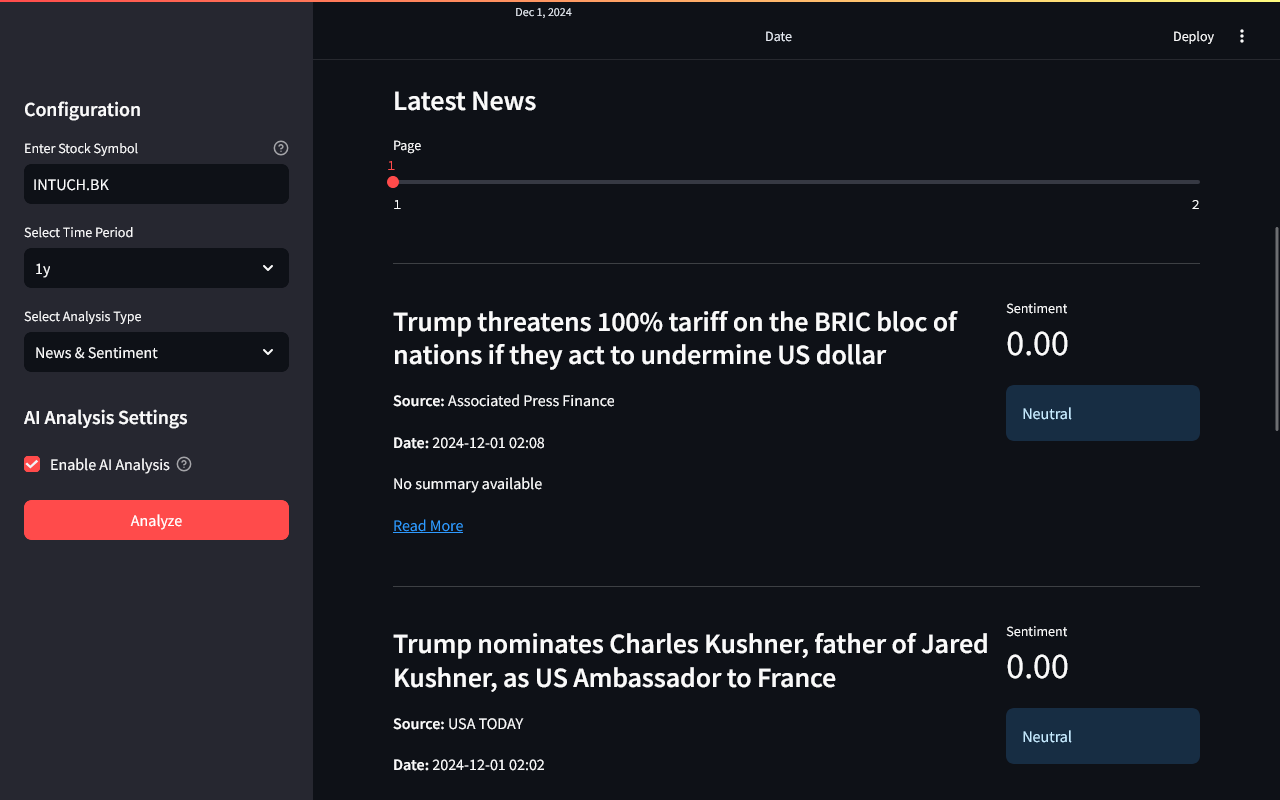 Dec 1, 2024
Date
Deploy
Configuration
Enter Stock Symbol
INTUCH.BK
Select Time Period
1y
Select Analysis Type
News & Sentiment
AI Analysis Settings
Enable AI Analysis
Analyze
Latest News
Page
1
1
2
Trump threatens 100% tariff on the BRIC bloc of
nations if they act to undermine US dollar
Source: Associated Press Finance
Date: 2024-12-01 02:08
No summary available
Read More
Sentiment
0.00
Neutral
Trump nominates Charles Kushner, father of Jared
Kushner, as US Ambassador to France
Source: USA TODAY
Date: 2024-12-01 02:02
Sentiment
0.00
Neutral